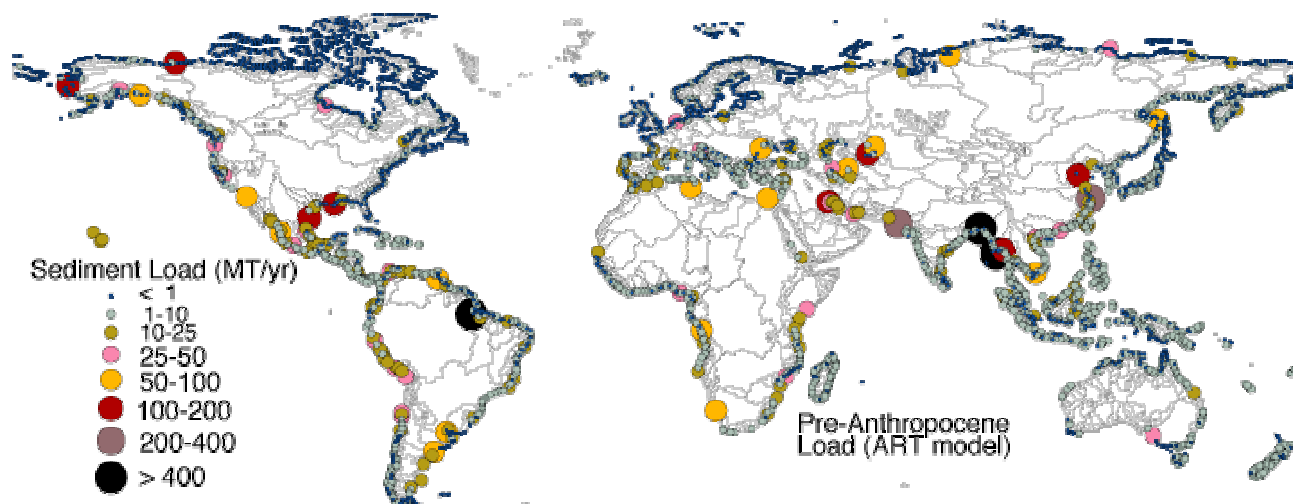 Sediment Load (MT/yr)
< 1
1-10
10-25
25-50
50-100
100-200
200-400
> 400
Pre-Anthropocene
Load (ART model)